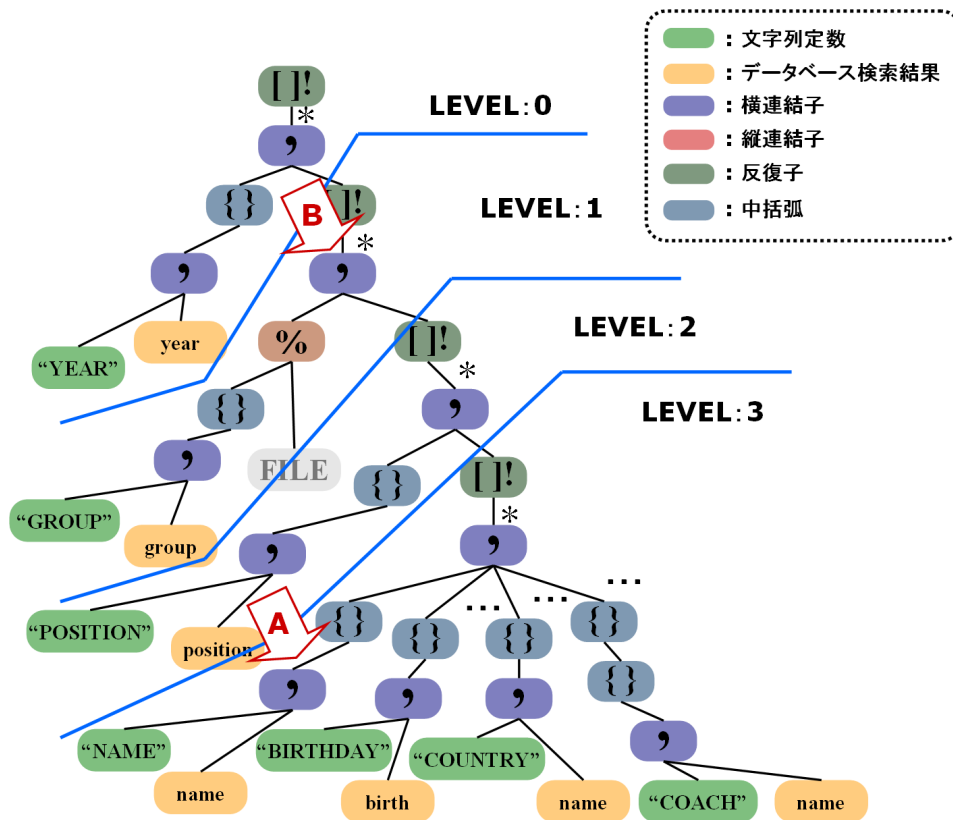 : 文字列定数
: データベース検索結果
: 横連結子
: 縦連結子
: 反復子
: 中括弧
[ ]!
*
LEVEL: 0
,
{ }
B
]!
LEVEL: 1
*
,
,
year
"YEAR"
%
[ ]!
LEVEL: 2
*
{ }
,
LEVEL: 3
,
FILE
{ }
[ ]!
"GROUP"
group
*
,
,
...
"POSITION"
position
A
{ }
...
{ }
...
{ }
{ }
{ }
,
,
,
,
"NAME"
"BIRTHDAY"
"COUNTRY"
name
birth
name
"COACH"
name